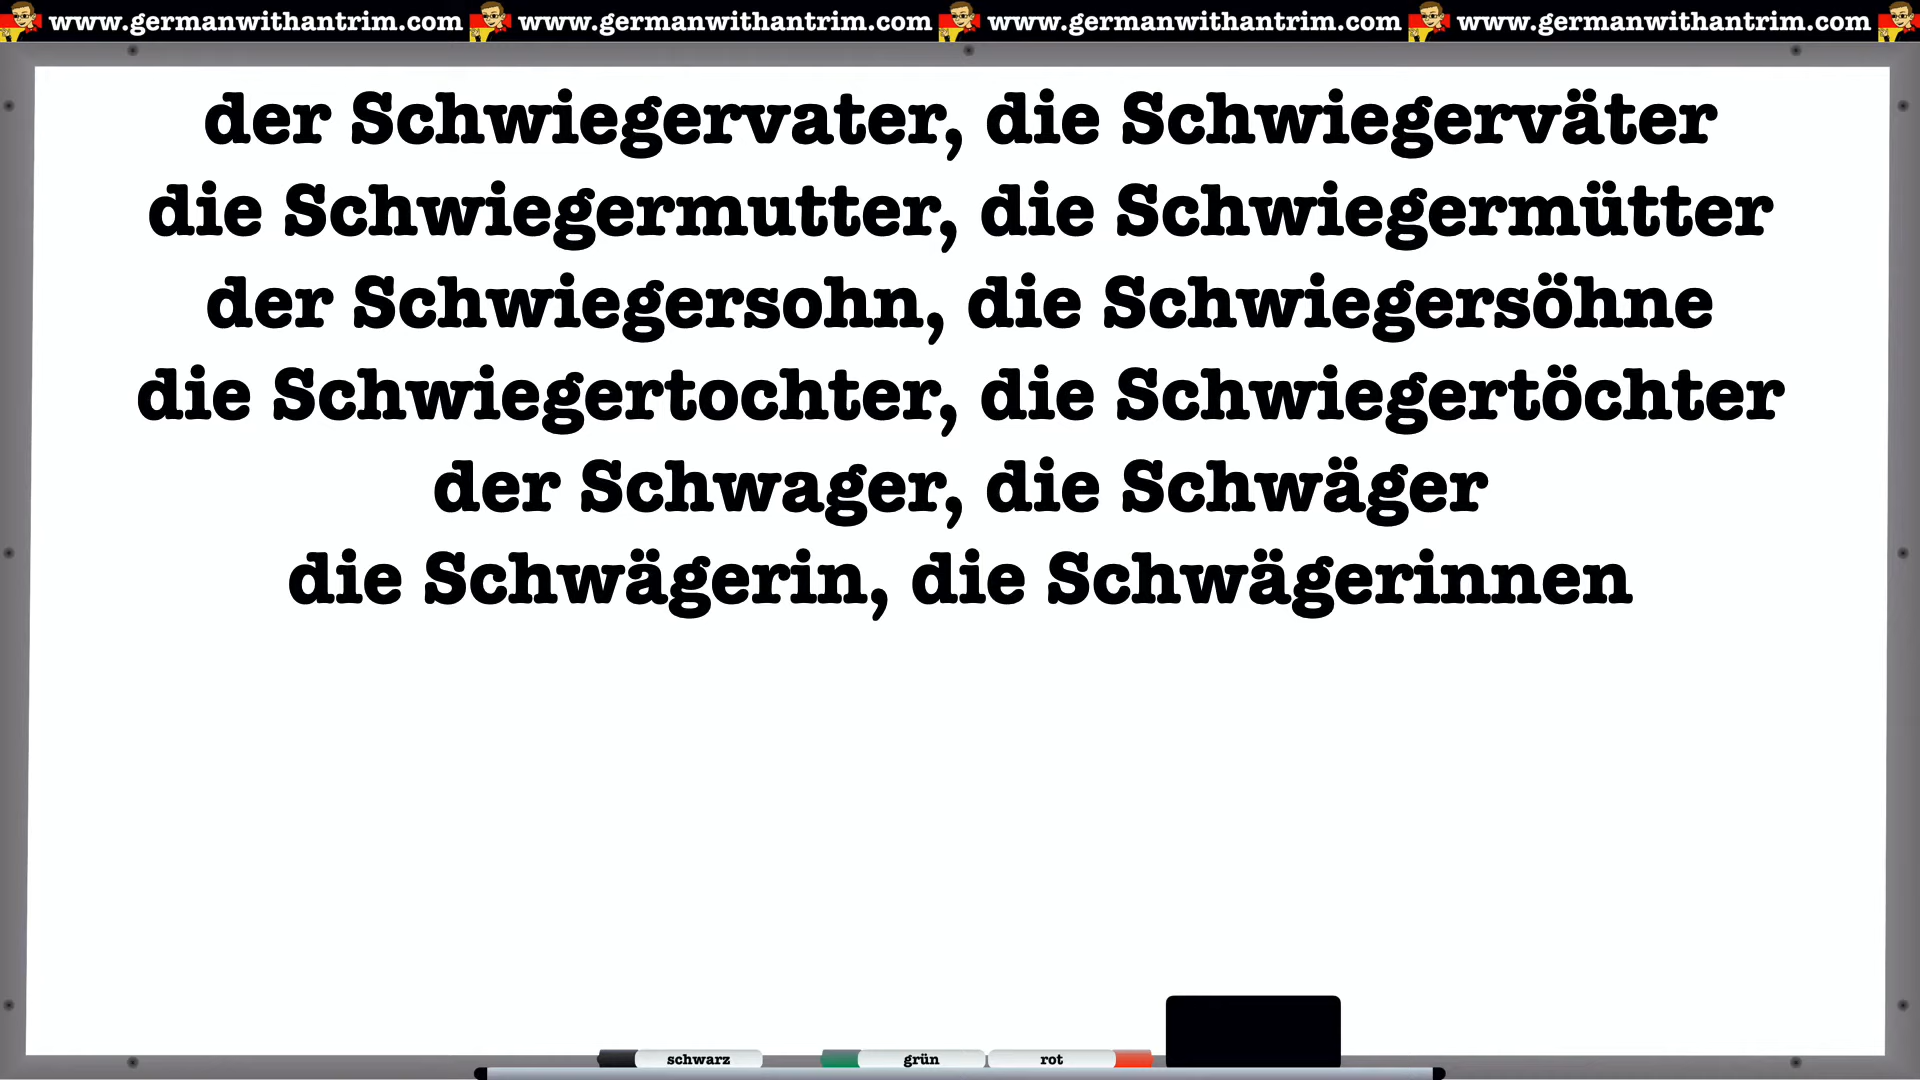 www.germanwithantrim.com www.germanwithantrim.com www.germanwithantrim.com www.germanwithantrim.com
der Schwiegervater, die Schwiegerväter
die Schwiegermutter, die Schwiegermütter
der Schwiegersohn, die Schwiegersöhne
die Schwiegertochter, die Schwiegertöchter
der Schwager, die Schwäger
die Schwägerin, die Schwägerinnen
schwarz grün rot